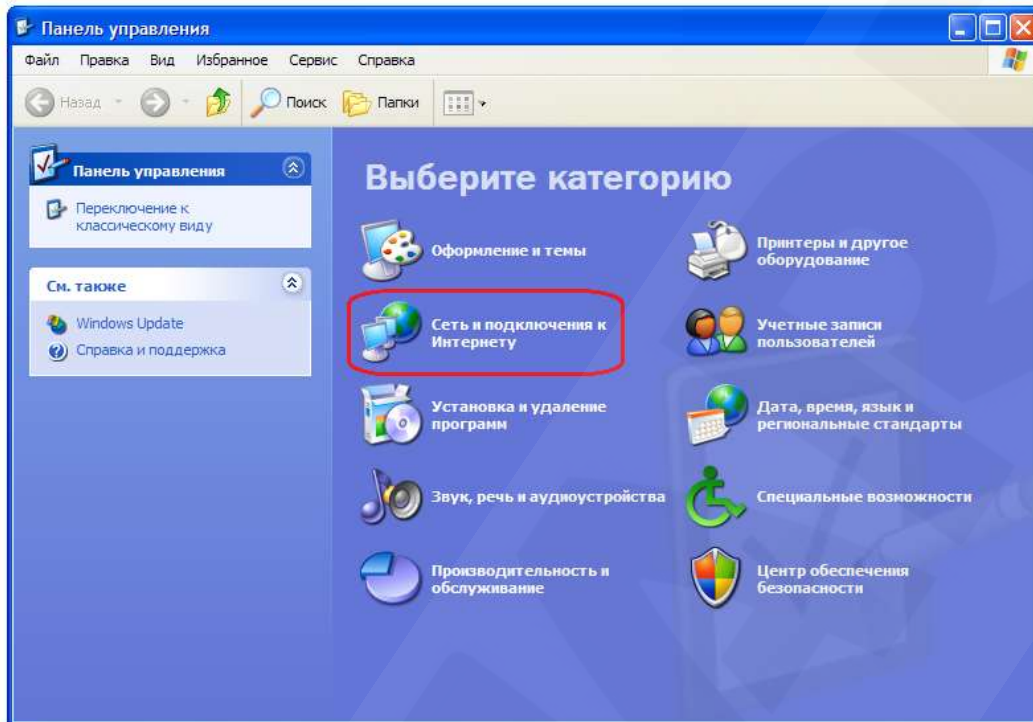 Панель управления
Файл Правка Вид Избранное Сервис Справка
Назад Поиск Папки
Панель управления
Переключение к
классическому виду
См. также
Windows Update
Справка и поддержка
Выберите категорию
Оформление и темы
Принтеры и другое
оборудование
Сеть и подключения к
Интернету
Учетные записи
пользователей
Установка и удаление
программ
Дата, время, язык и
региональные стандарты
Звук, речь и аудиоустройства
Специальные возможности
Производительность и
обслуживание
Центр обеспечения
безопасности